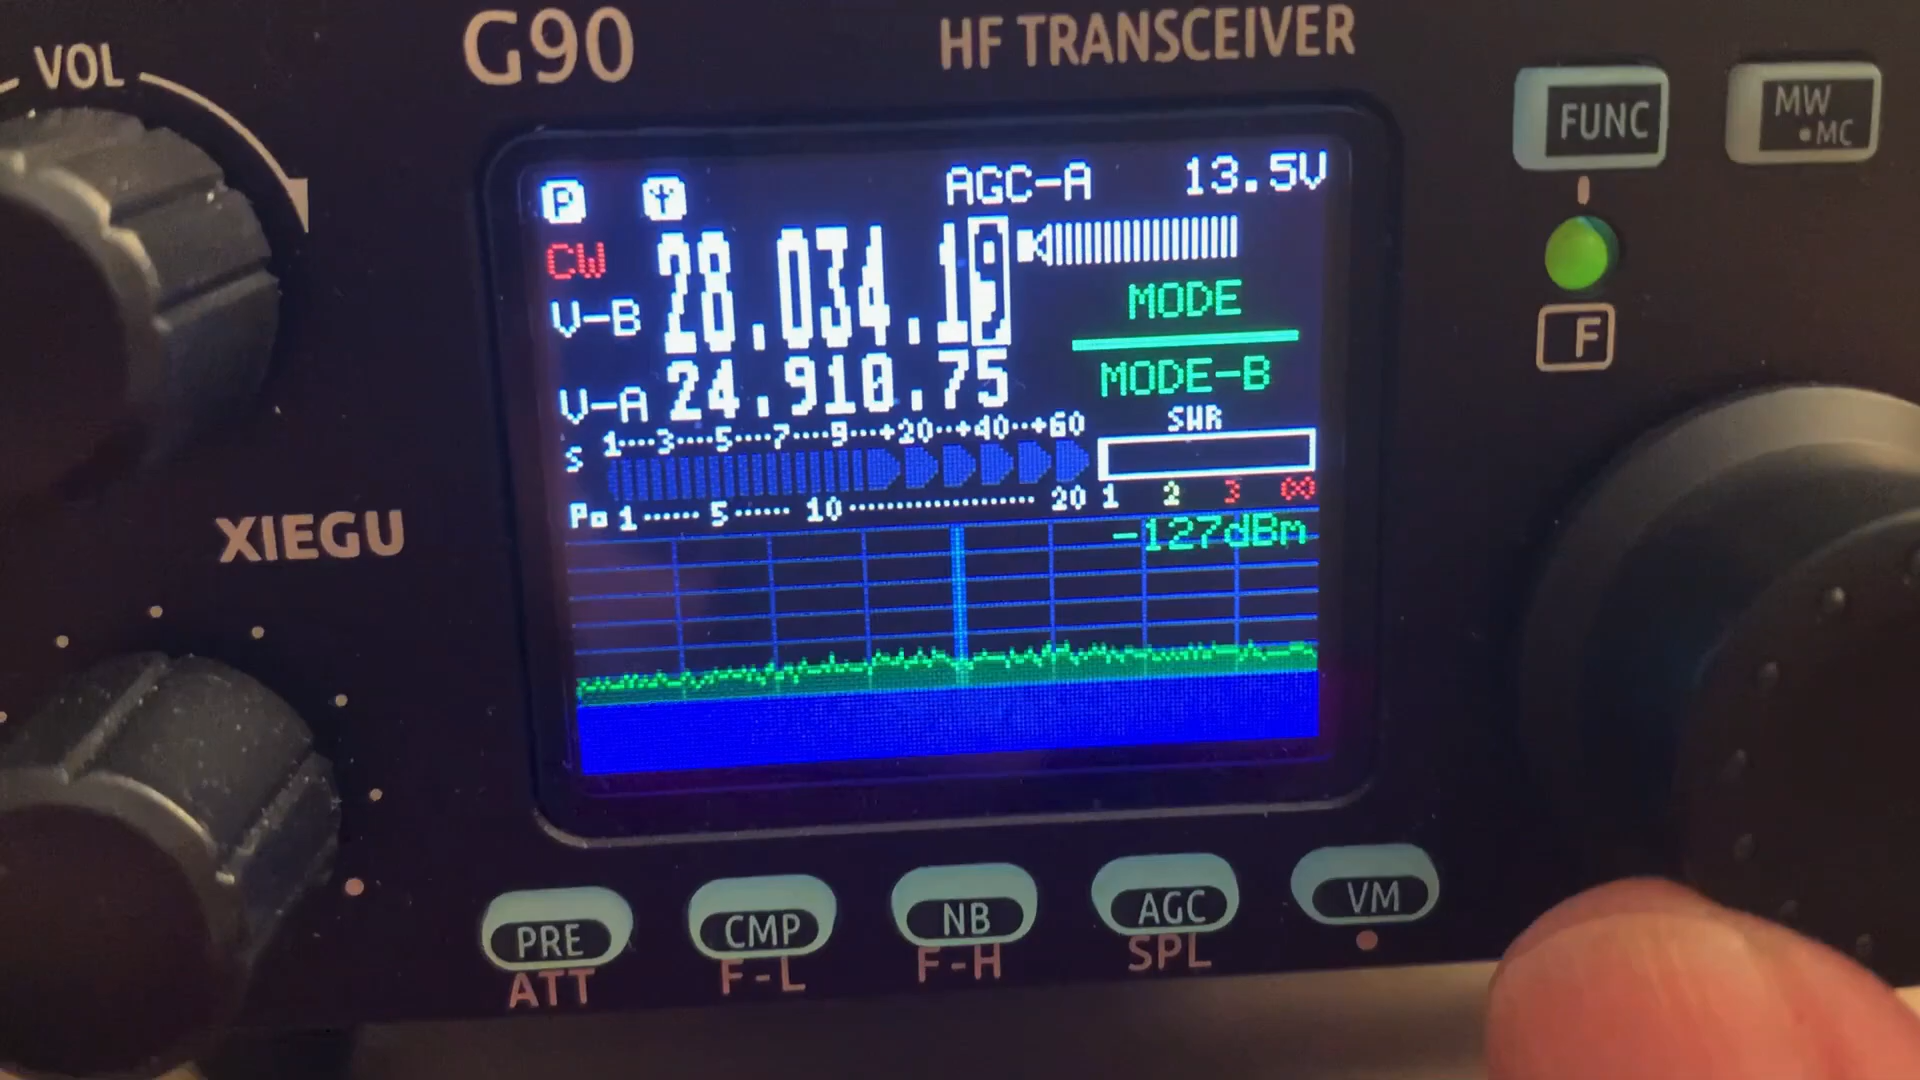 VOL
G90
HF TRANSCEIVER
FUNC
MW
MC
P
AGC-A
13.5V
CW
V-B
28.034.1
MODE
MODE-B
F
V-A
24.910.75
SWR
S
1····3····5····7····9···+20··+40··+60
Po
1······5······10··················20
1 2 3 ∞
-127dBm
XIEGU
PRE
CMP
NB
AGC
VM
ATT
F-L
F-H
SPL